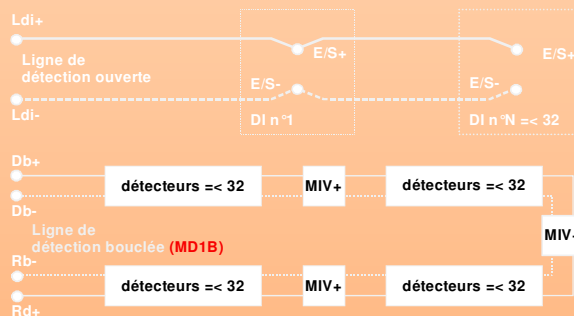 Ldi+
E/S+
E/S+
Ligne de
détection ouverte
E/S-
E/S-
Ldi-
DI n°1
DI n°N =< 32
Db+
détecteurs =< 32
MIV+
détecteurs =< 32
Db-
Ligne de
détection bouclée (MD1B)
MIV+
Rb-
détecteurs =< 32
MIV+
détecteurs =< 32
Rd+